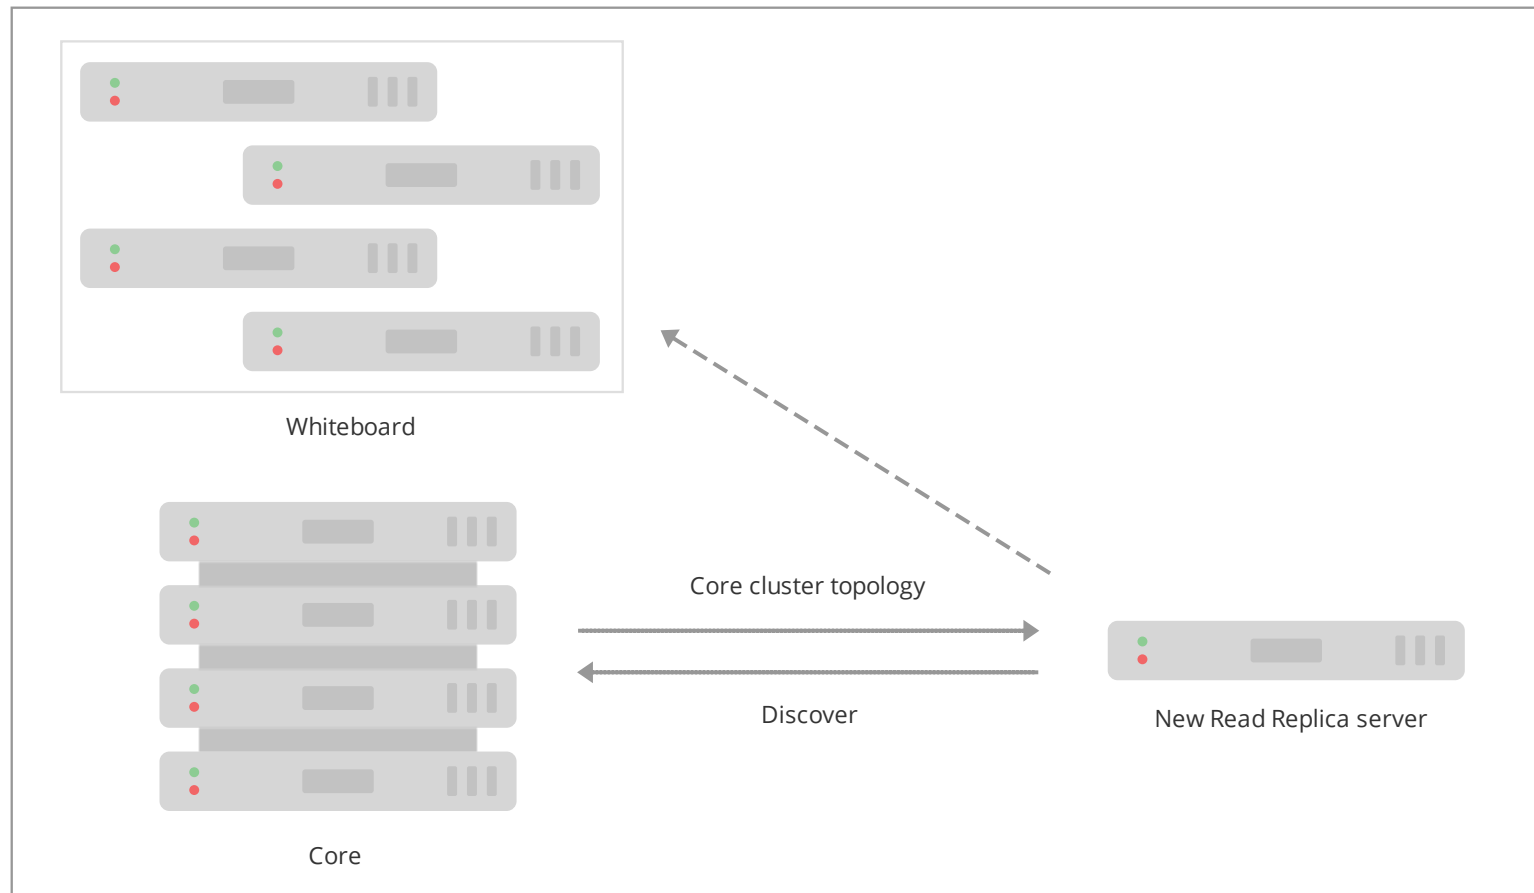 Whiteboard
Core cluster topology
Discover
New Read Replica server
Core